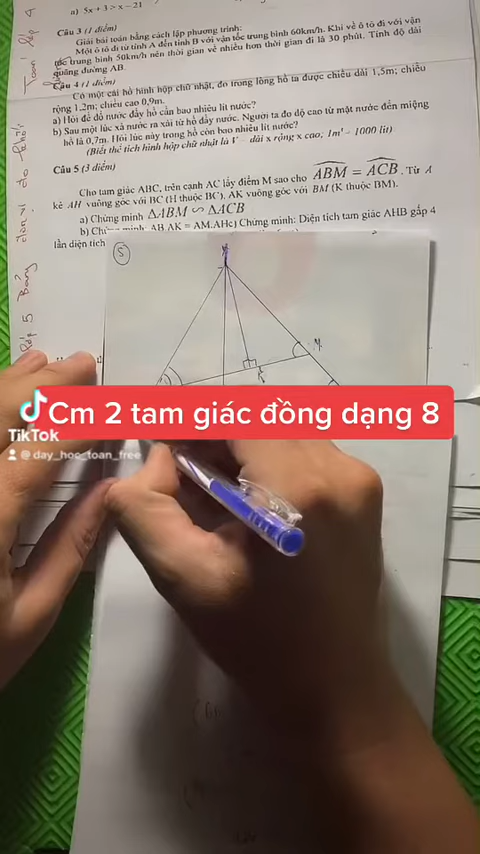 a) 5x + 3 > x − 21
Câu 3 (1 điểm)
Giải bài toán bằng cách lập phương trình:
Một ô tô đi từ tỉnh A đến tỉnh B với vận tốc trung bình 60km/h. Khi về ô tô đi với vận
tốc trung bình 50km/h nên thời gian về nhiều hơn thời gian đi là 30 phút. Tính độ dài
quãng đường AB.
Câu 4 (1 điểm)
Có một cái hồ hình hộp chữ nhật, đo trong lòng hồ ta được chiều dài 1,5m; chiều
rộng 1,2m; chiều cao 0,9m.
a) Hỏi để đổ nước đầy hồ cần bao nhiêu lít nước?
b) Sau một lúc xả nước ra xài từ hồ đầy nước. Người ta đo độ cao từ mặt nước đến miệng
hồ là 0,7m. Hỏi lúc này trong hồ còn bao nhiêu lít nước?
(Biết thể tích hình hộp chữ nhật là V = dài x rộng x cao, 1m³ = 1000 lít)
Câu 5 (3 điểm)
Cho tam giác ABC, trên cạnh AC lấy điểm M sao cho ABM = ACB. Từ A
kẻ AH vuông góc với BC (H thuộc BC), AK vuông góc với BM (K thuộc BM).
a) Chứng minh ΔABM ∽ ΔACB
b) minh AB.AK = AM.AHc) Chứng minh: Diện tích tam giác AHB gấp 4
lần diện tích
5
M
K
Cm 2 tam giác đồng dạng 8
TikTok
@day_hoc_toan_free